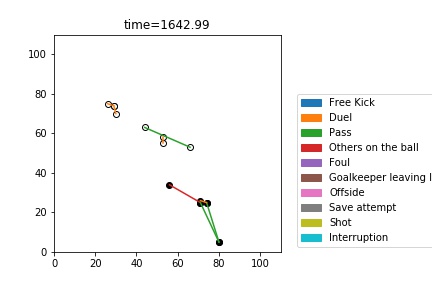 time=1642.99
100
80
60
40
20
0
0 20 40 60 80 100
Free Kick
Duel
Pass
Others on the ball
Foul
Goalkeeper leaving l
Offside
Save attempt
Shot
Interruption